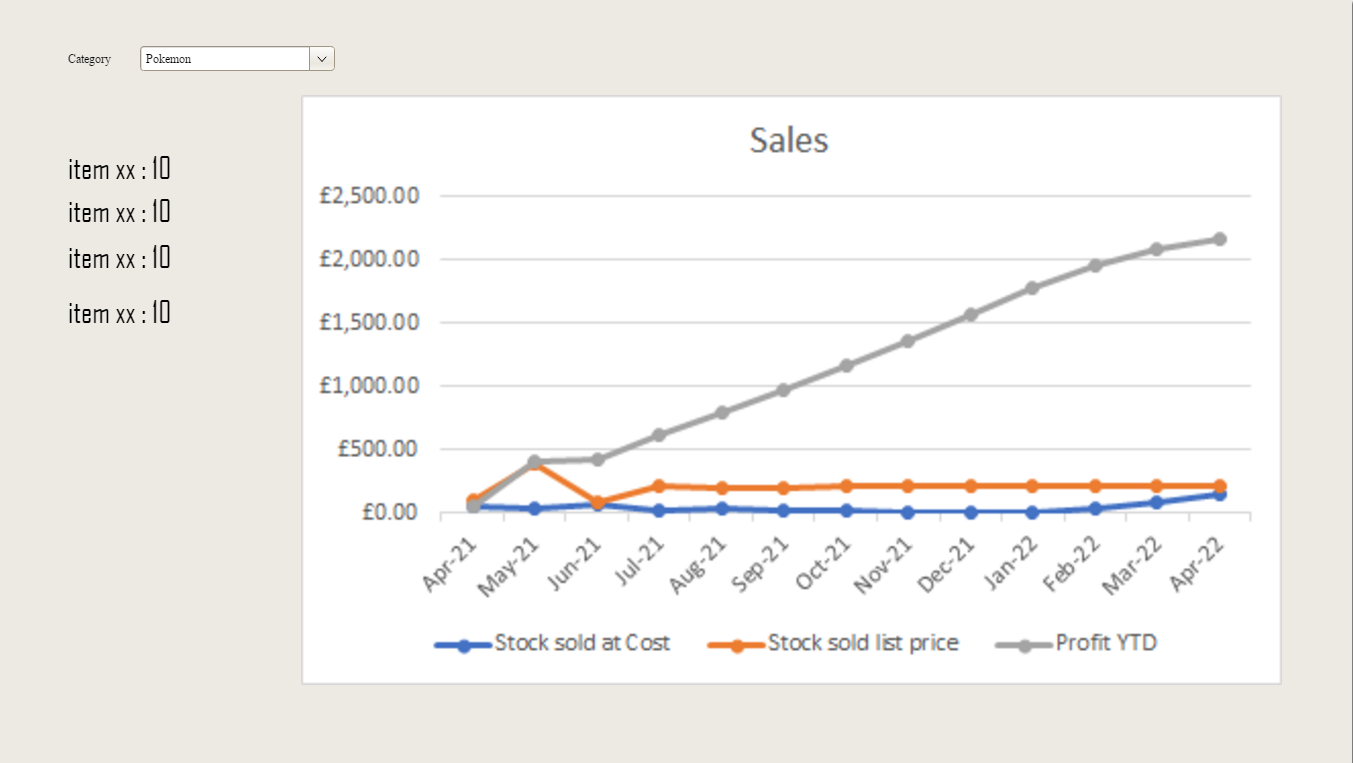 Category Pokemon
item xx : 10
item xx : 10
item xx : 10
item xx : 10
Sales
£2,500.00
£2,000.00
£1,500.00
£1,000.00
£500.00
£0.00
Apr-21 May-21 Jun-21 Jul-21 Aug-21 Sep-21 Oct-21 Nov-21 Dec-21 Jan-22 Feb-22 Mar-22 Apr-22
Stock sold at Cost Stock sold list price Profit YTD